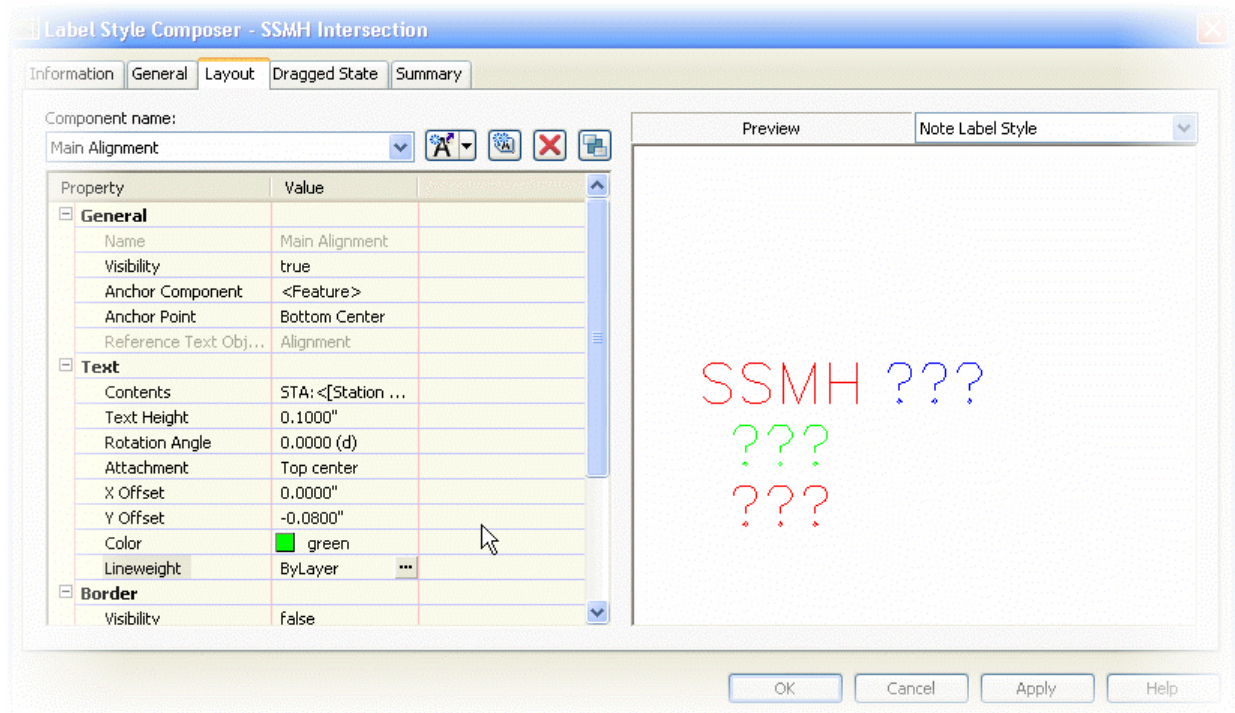 Label Style Composer - SSMH Intersection
Information General Layout Dragged State Summary
Component name:
Main Alignment
Preview Note Label Style
Property Value
General
Name Main Alignment
Visibility true
Anchor Component <Feature>
Anchor Point Bottom Center
Reference Text Obj... Alignment
Text
Contents STA:<[Station ...
Text Height 0.1000"
Rotation Angle 0.0000 (d)
Attachment Top center
X Offset 0.0000"
Y Offset -0.0800"
Color green
Lineweight ByLayer ...
Border
Visibility false
SSMH ???
???
???
OK Cancel Apply Help